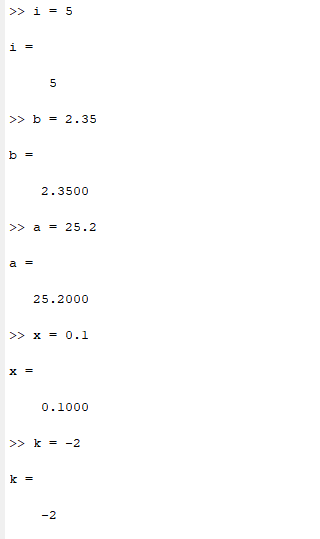 >> i = 5
i =
5
>> b = 2.35
b =
2.3500
>> a = 25.2
a =
25.2000
>> x = 0.1
x =
0.1000
>> k = -2
k =
-2